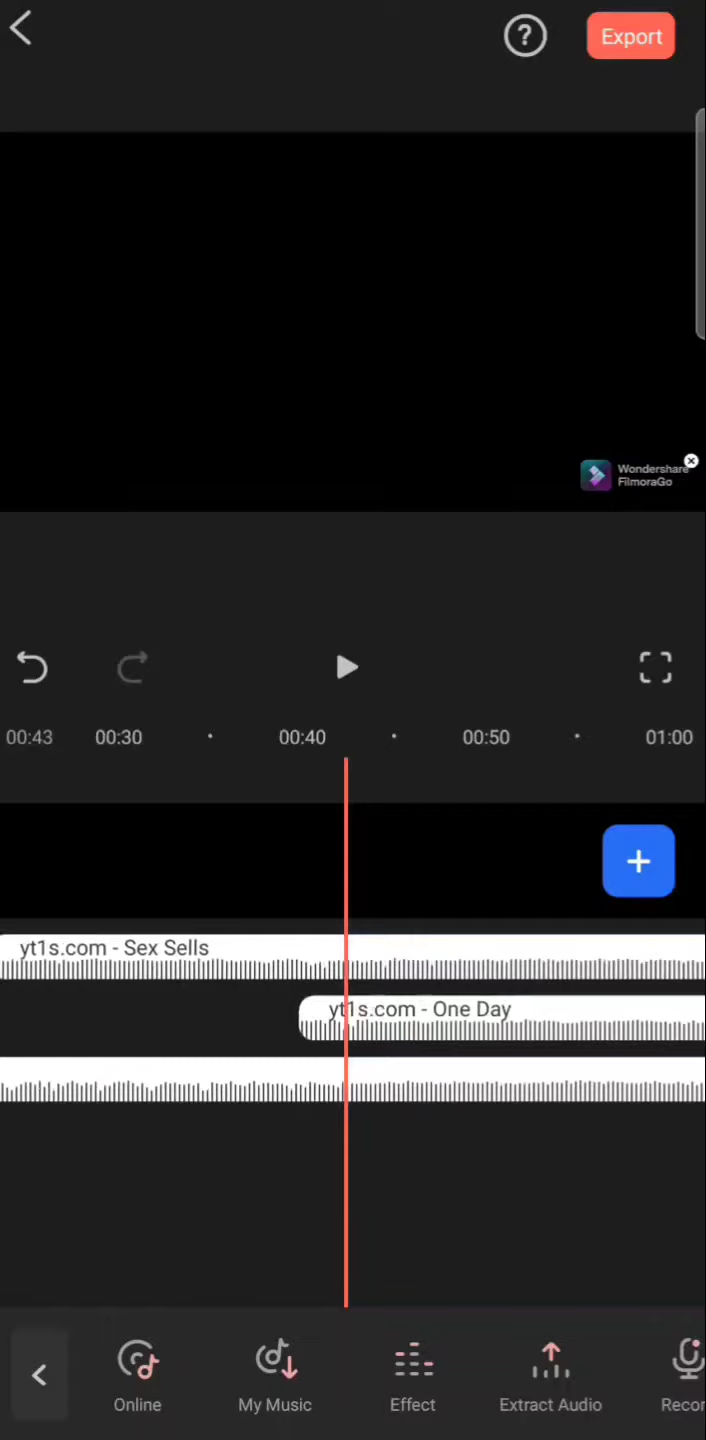 ?
Export
Wondershare
FilmoraGo
00:43 00:30 00:40 00:50 01:00
yt1s.com - Sex Sells
yt1s.com - One Day
Online My Music Effect Extract Audio Recor